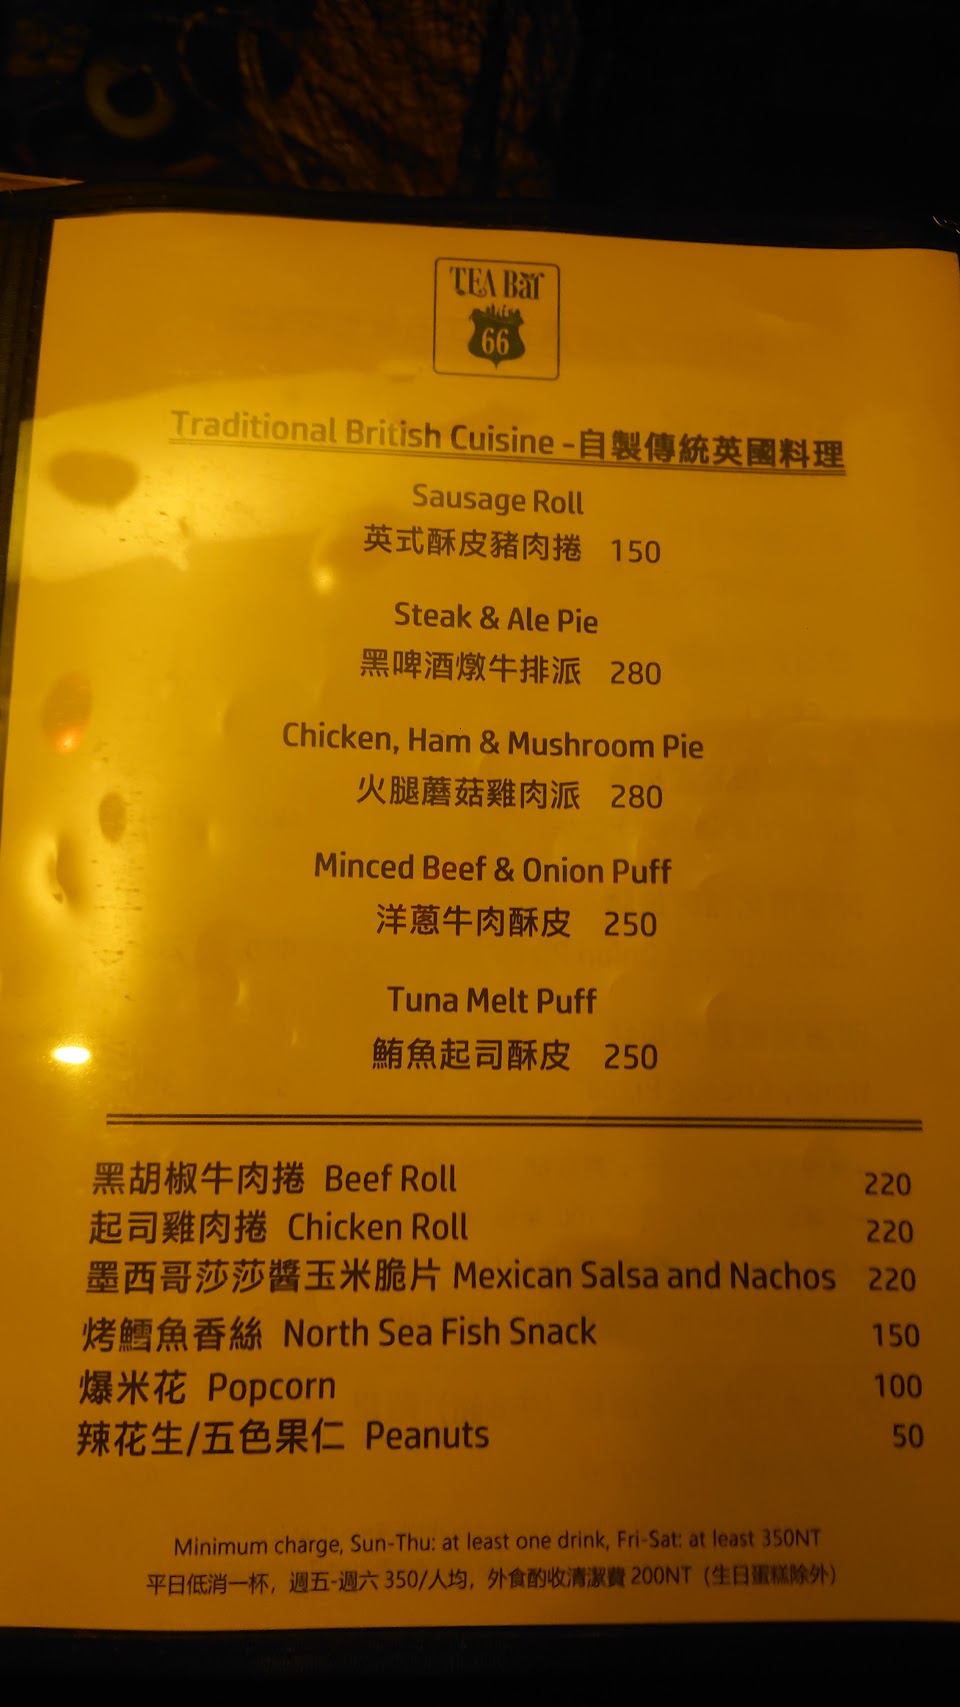 TEA Bar
66
Traditional British Cuisine -自製傳統英國料理
Sausage Roll
英式酥皮豬肉捲 150
Steak & Ale Pie
黑啤酒燉牛排派 280
Chicken, Ham & Mushroom Pie
火腿蘑菇雞肉派 280
Minced Beef & Onion Puff
洋蔥牛肉酥皮 250
Tuna Melt Puff
鮪魚起司酥皮 250
黑胡椒牛肉捲 Beef Roll 220
起司雞肉捲 Chicken Roll 220
墨西哥莎莎醬玉米脆片 Mexican Salsa and Nachos 220
烤鱈魚香絲 North Sea Fish Snack 150
爆米花 Popcorn 100
辣花生/五色果仁 Peanuts 50
Minimum charge, Sun-Thu: at least one drink, Fri-Sat: at least 350NT
平日低消一杯，週五-週六 350/人均，外食酌收清潔費 200NT（生日蛋糕除外）